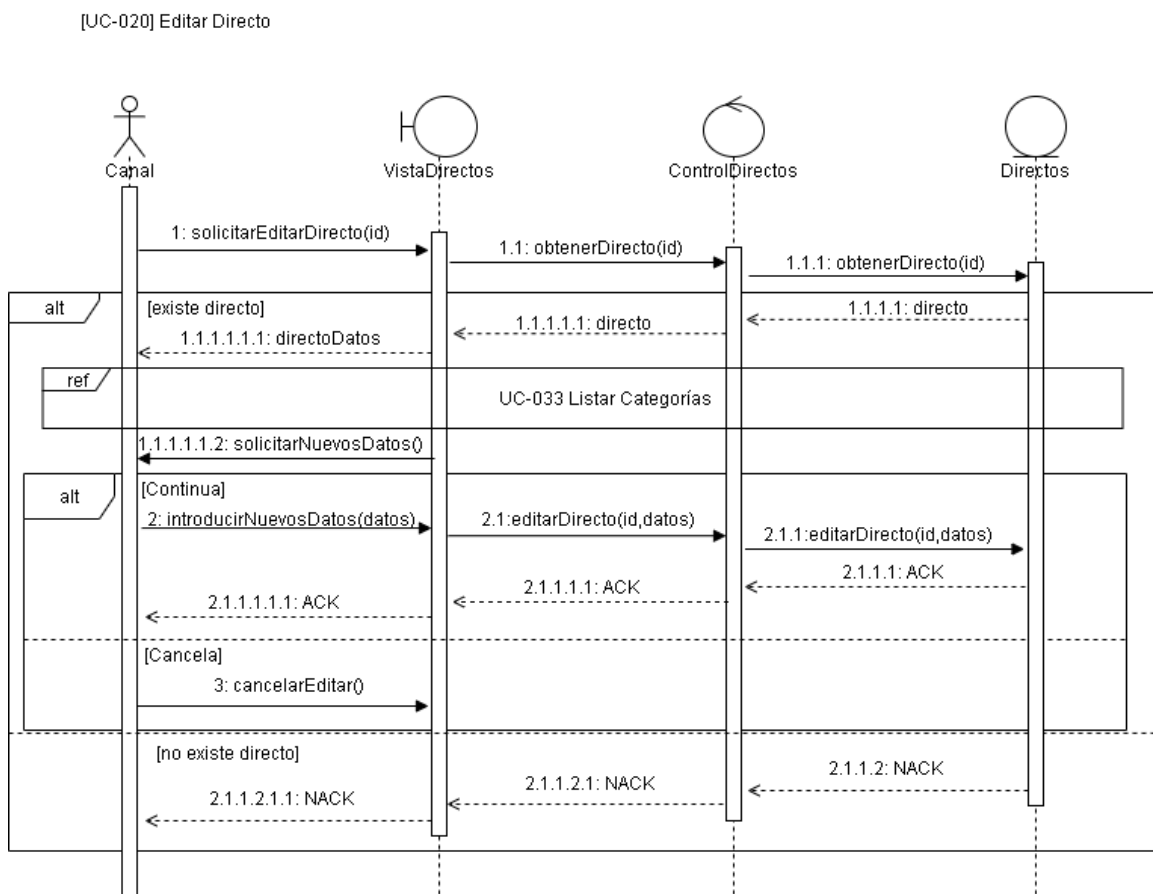 [UC-020] Editar Directo
Canal
VistaDirectos
ControlDirectos
Directos
1: solicitarEditarDirecto(id)
1.1: obtenerDirecto(id)
1.1.1: obtenerDirecto(id)
alt
[existe directo]
1.1.1.1: directo
1.1.1.1.1: directo
1.1.1.1.1.1: directoDatos
ref
UC-033 Listar Categorías
1.1.1.1.1.2: solicitarNuevosDatos()
alt
[Continua]
2: introducirNuevosDatos(datos)
2.1:editarDirecto(id,datos)
2.1.1:editarDirecto(id,datos)
2.1.1.1: ACK
2.1.1.1.1: ACK
2.1.1.1.1.1: ACK
[Cancela]
3: cancelarEditar()
[no existe directo]
2.1.1.2: NACK
2.1.1.2.1: NACK
2.1.1.2.1.1: NACK